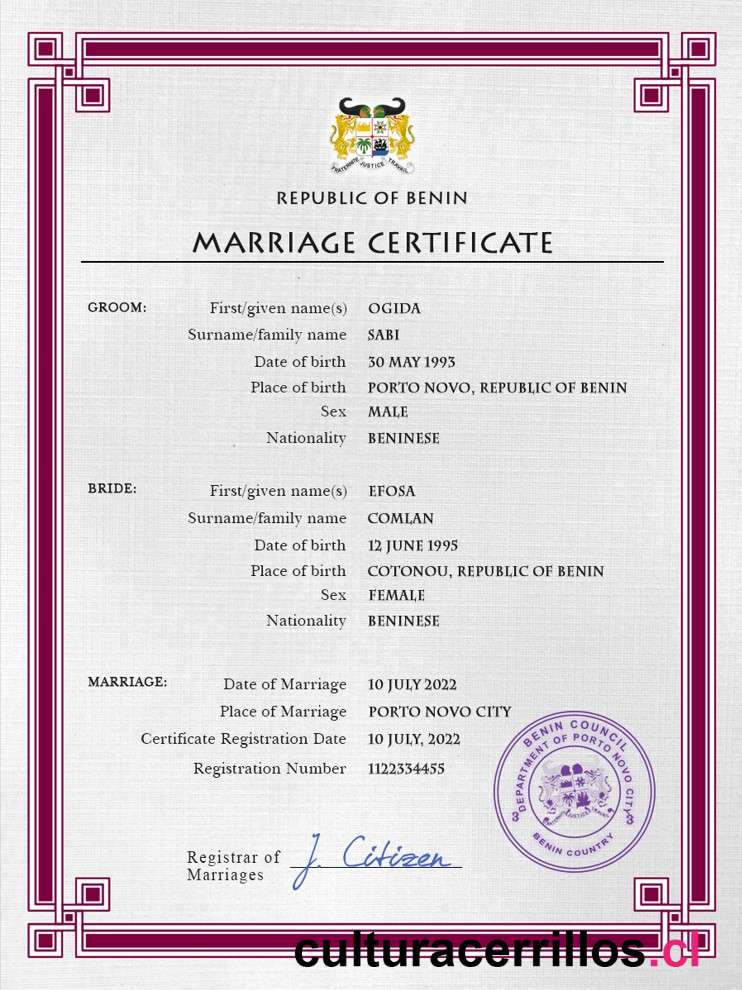 FRATERNITE JUSTICE TRAVAIL
REPUBLIC OF BENIN
MARRIAGE CERTIFICATE
GROOM: First/given name(s) OGIDA
Surname/family name SABI
Date of birth 30 MAY 1993
Place of birth PORTO NOVO, REPUBLIC OF BENIN
Sex MALE
Nationality BENINESE
BRIDE: First/given name(s) EFOSA
Surname/family name COMLAN
Date of birth 12 JUNE 1995
Place of birth COTONOU, REPUBLIC OF BENIN
Sex FEMALE
Nationality BENINESE
MARRIAGE: Date of Marriage 10 JULY 2022
Place of Marriage PORTO NOVO CITY
Certificate Registration Date 10 JULY, 2022
Registration Number 1122334455
BENIN COUNCIL
DEPARTMENT OF PORTO NOVO CITY
BENIN COUNTRY
Registrar of
Marriages
J. Citizen
culturacerrillos.cl